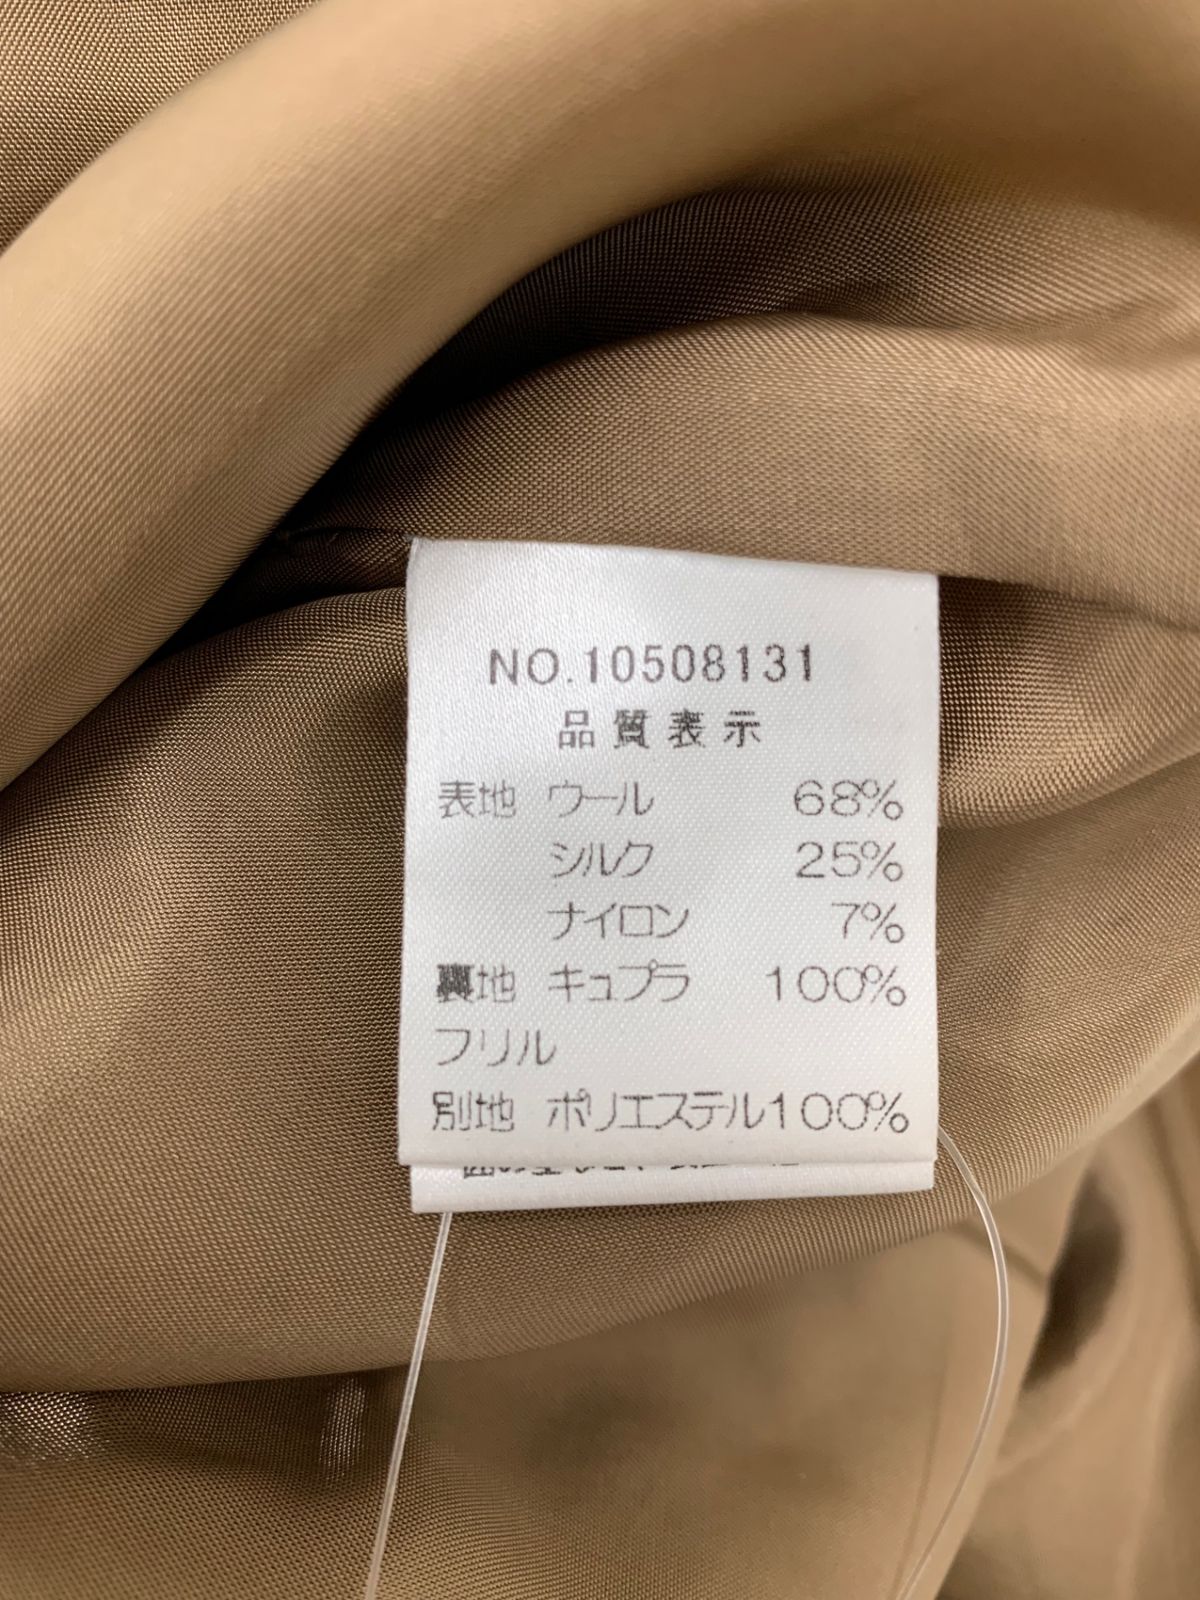 NO.10508131
品質表示
表地 ウール 68%
シルク 25%
ナイロン 7%
裏地 キュプラ 100%
フリル
別地 ポリエステル100%